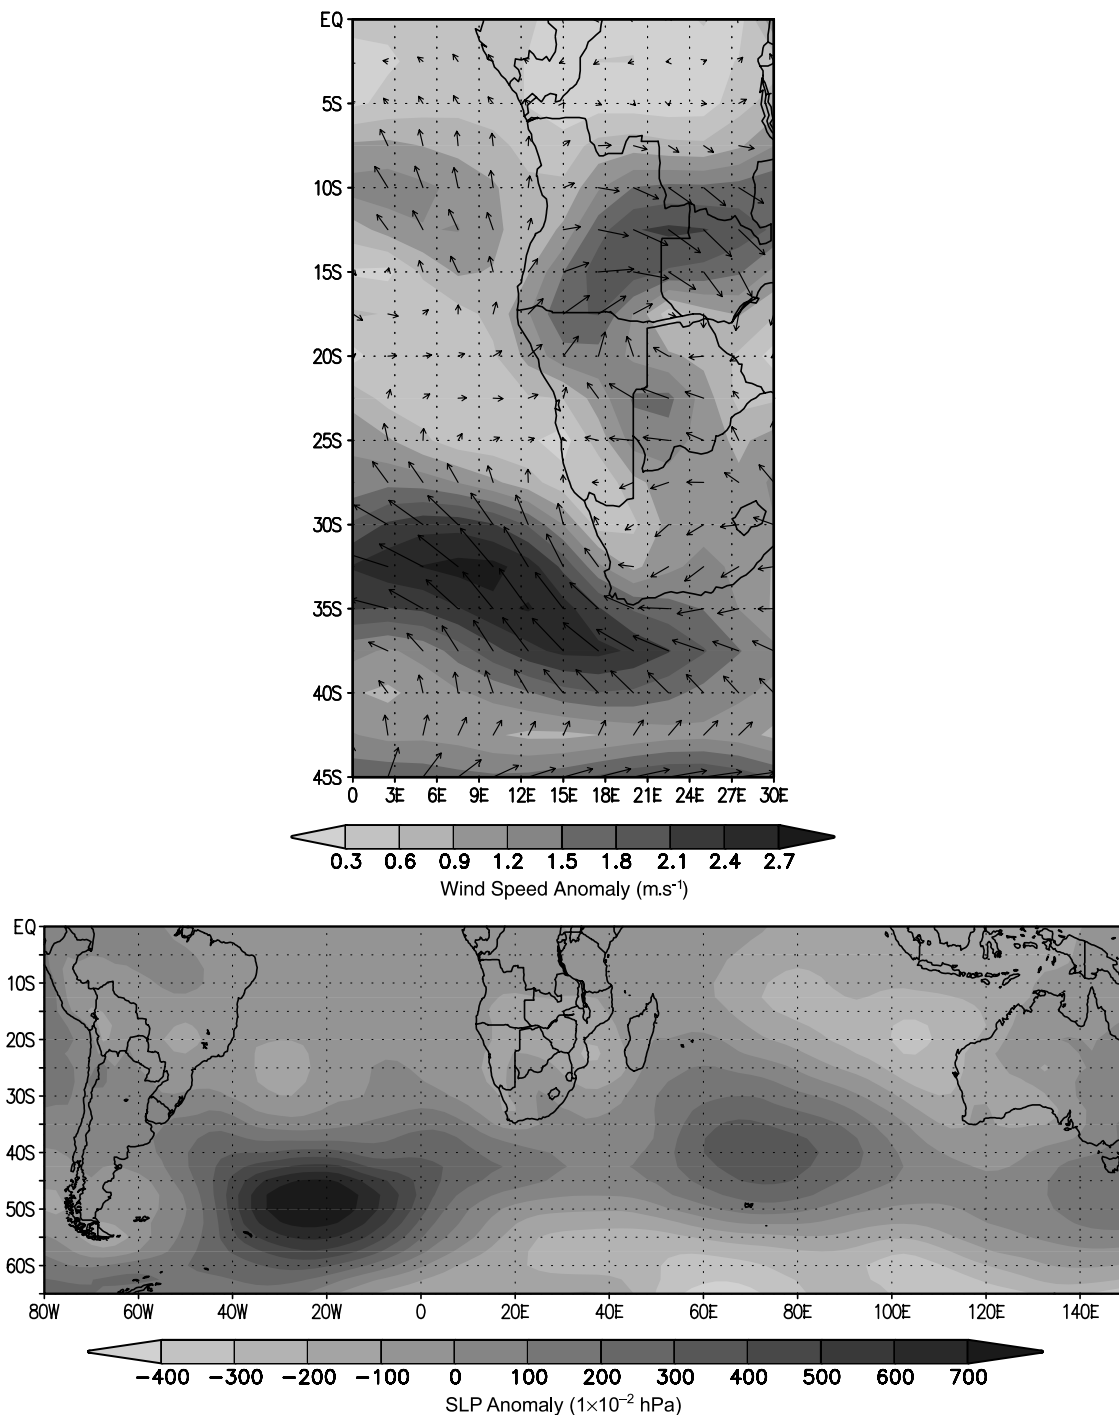 EQ
5S
10S
15S
20S
25S
30S
35S
40S
45S
0 3E 6E 9E 12E 15E 18E 21E 24E 27E 30E
0.3 0.6 0.9 1.2 1.5 1.8 2.1 2.4 2.7
Wind Speed Anomaly (m.s⁻¹)
EQ
10S
20S
30S
40S
50S
60S
80W 60W 40W 20W 0 20E 40E 60E 80E 100E 120E 140E
−400 −300 −200 −100 0 100 200 300 400 500 600 700
SLP Anomaly (1×10⁻² hPa)